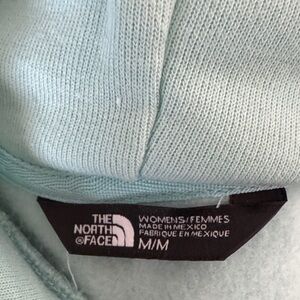 THE
NORTH
®FACE
WOMENS/FEMMES
MADE IN MEXICO
FABRIQUE EN MEXIQUE
M/M